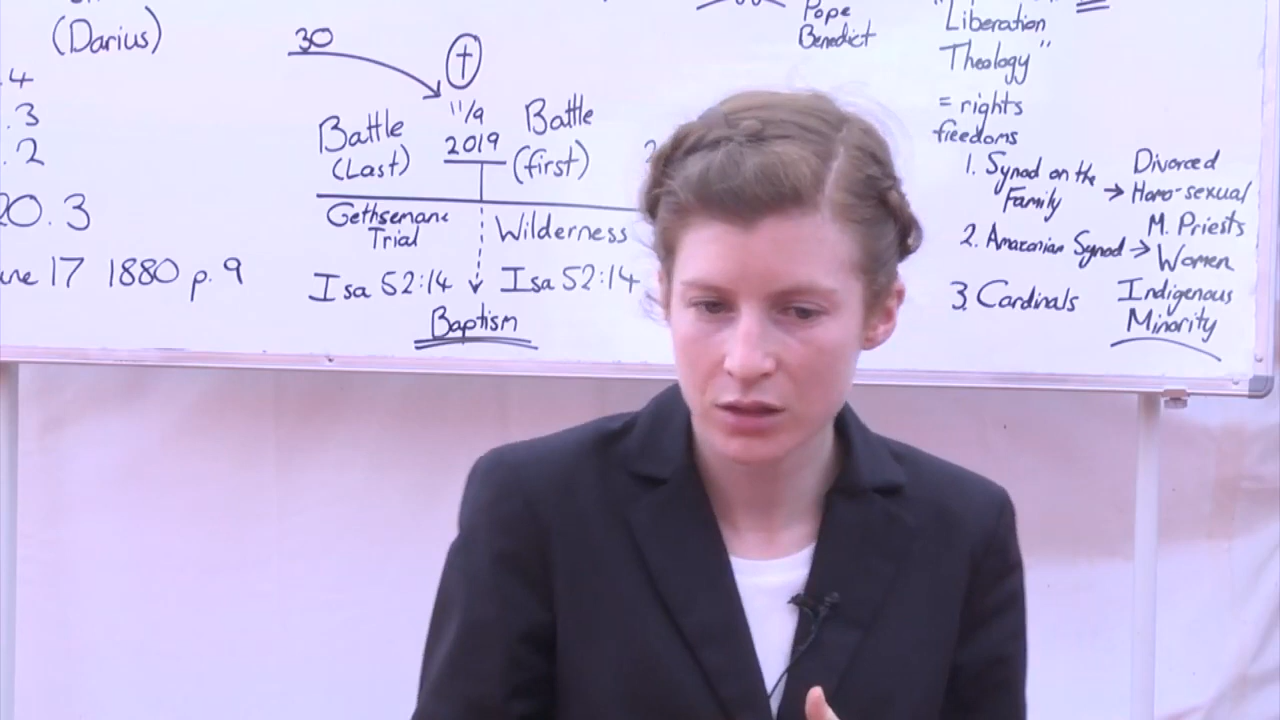 (Darius)
.4
.3
.2
20.3
17 1880 p. 9
30
11/9
2019
Battle
(Last)
Battle
(first)
Gethsemane
Trial
Wilderness
Isa 52:14
Isa 52:14
Baptism
Pope
Benedict
"Liberation
Theology"
= rights
freedoms
1. Synod on the
Family
→
Divorced
Homo-sexual
M. Priests
2. Amazonian Synod →
Women
3. Cardinals
Indigenous
Minority